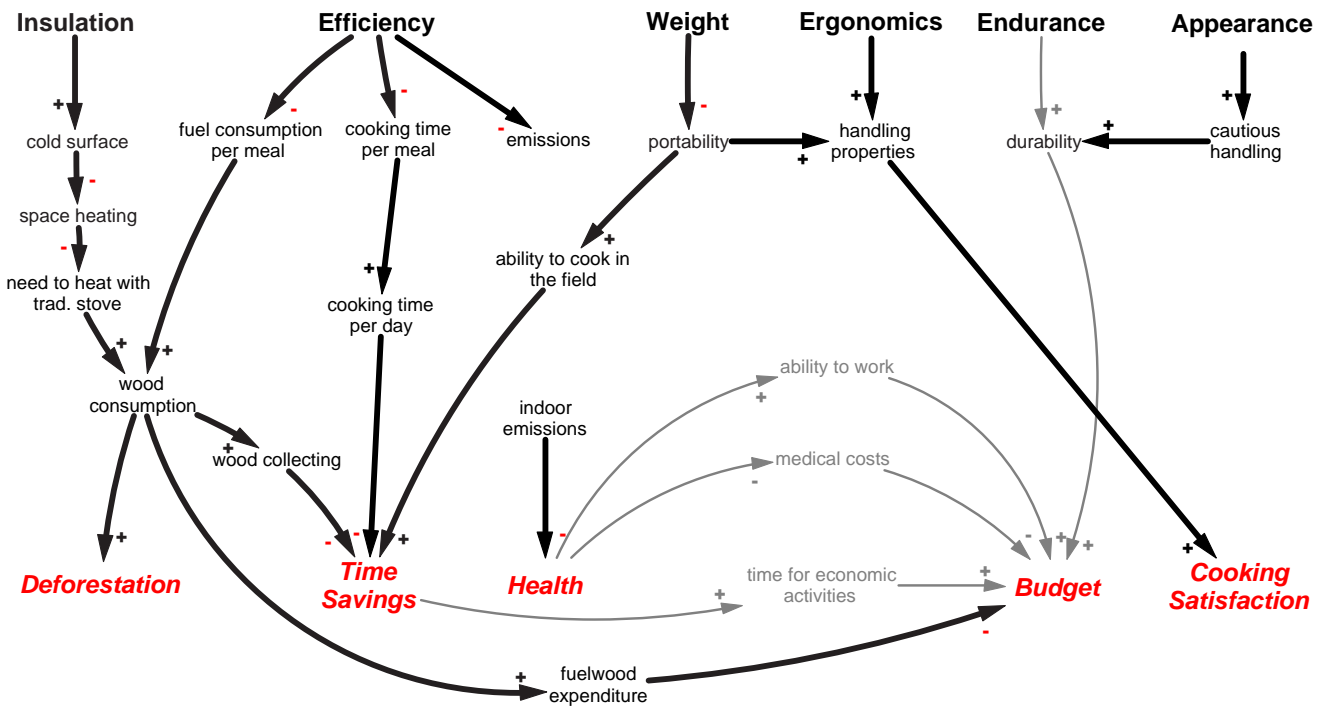 Insulation
Efficiency
Weight
Ergonomics
Endurance
Appearance
+
-
-
-
-
+
+
+
cold surface
fuel consumption
per meal
cooking time
per meal
emissions
portability
handling
properties
durability
cautious
handling
+
+
-
space heating
-
+
ability to cook in
the field
need to heat with
trad. stove
+
cooking time
per day
+
+
wood
consumption
ability to work
+
indoor
emissions
+
wood collecting
medical costs
-
+
-
-
+
-
-
+
+
+
Deforestation
Time
Savings
Health
time for economic
activities
+
+
Budget
Cooking
Satisfaction
-
+
fuelwood
expenditure